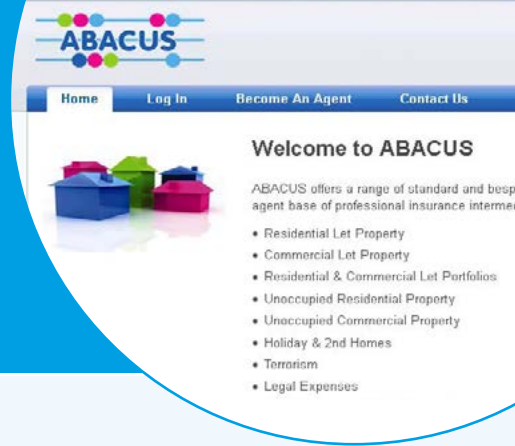 ABACUS
Home Log In Become An Agent Contact Us
Welcome to ABACUS
ABACUS offers a range of standard and
agent base of professional insurance
• Residential Let Property
• Commercial Let Property
• Residential & Commercial Let Portfolios
• Unoccupied Residential Property
• Unoccupied Commercial Property
• Holiday & 2nd Homes
• Terrorism
• Legal Expenses